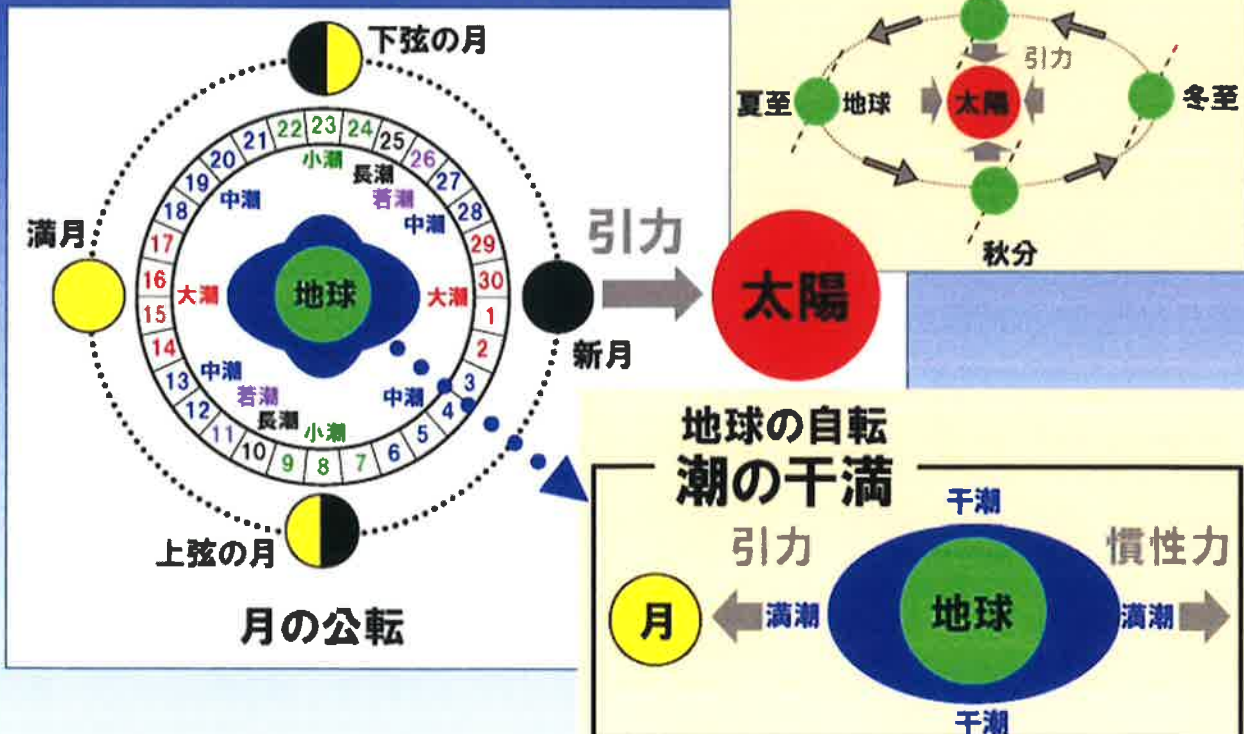 下弦の月
満月
新月
上弦の月
21 22 23 24 25
20 26
19 27
18 28
17 29
16 30
15 1
14 2
13 3
12 4
11 5
10 9 8 7 6
小潮
長潮
若潮
中潮
中潮
大潮
地球
大潮
中潮
若潮
長潮
小潮
中潮
月の公転
引力
太陽
引力
夏至
地球
太陽
冬至
秋分
地球の自転
潮の干満
干潮
引力
慣性力
月
満潮
地球
満潮
干潮